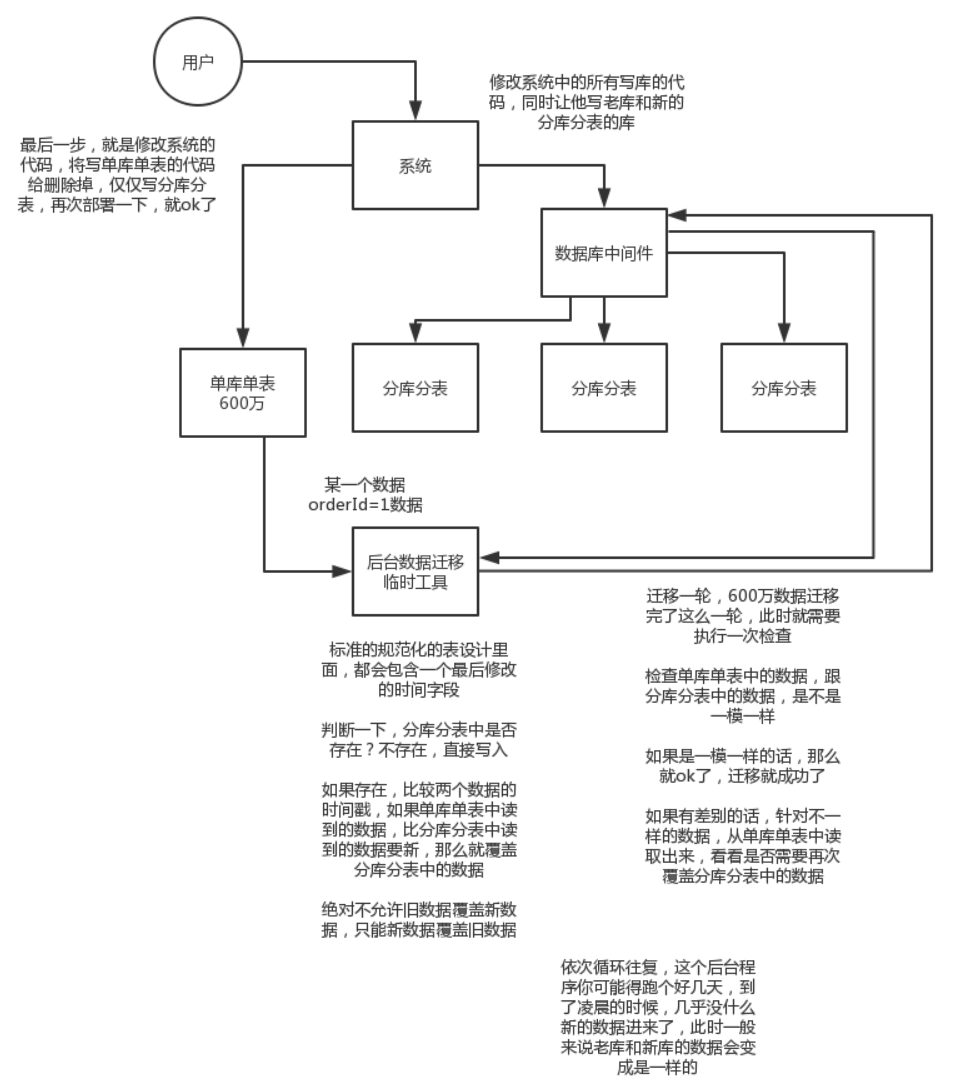 用户
修改系统中的所有写库的代
码，同时让他写老库和新的
分库分表的库
最后一步，就是修改系统的
代码，将写单库单表的代码
给删除掉，仅仅写分库分
表，再次部署一下，就ok了
系统
数据库中间件
单库单表
600万
分库分表
分库分表
分库分表
某一个数据
orderId=1数据
后台数据迁移
临时工具
迁移一轮，600万数据迁移
完了这么一轮，此时就需要
执行一次检查
检查单库单表中的数据，跟
分库分表中的数据，是不是
一模一样
如果是一模一样的话，那么
就ok了，迁移就成功了
如果有差别的话，针对不一
样的数据，从单库单表中读
取出来，看看是否需要再次
覆盖分库分表中的数据
标准的规范化的表设计里
面，都会包含一个最后修改
的时间字段
判断一下，分库分表中是否
存在？不存在，直接写入
如果存在，比较两个数据的
时间戳，如果单库单表中读
到的数据，比分库分表中读
到的数据要新，那么就覆盖
分库分表中的数据
绝对不允许旧数据覆盖新数
据，只能新数据覆盖旧数据
依次循环往复，这个后台程
序你可能得跑个好几天，到
了凌晨的时候，几乎没什么
新的数据进来了，此时一般
来说老库和新库的数据会变
成是一样的